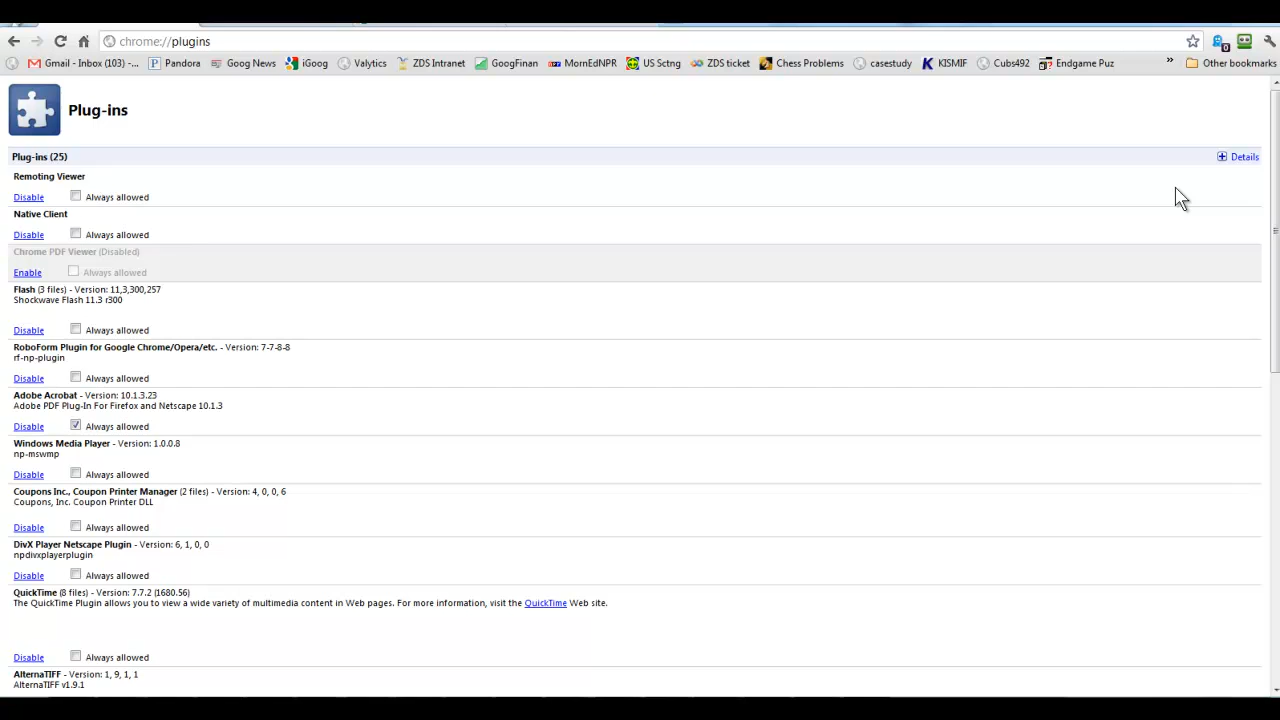 chrome://plugins
Gmail - Inbox (103) -... Pandora Goog News iGoog Valytics ZDS Intranet GoogFinan MornEdNPR US Sctng ZDS ticket Chess Problems casestudy KISMIF Cubs492 Endgame Puz » Other bookmarks
Plug-ins
Plug-ins (25) Details
Remoting Viewer
Disable Always allowed
Native Client
Disable Always allowed
Chrome PDF Viewer (Disabled)
Enable Always allowed
Flash (3 files) - Version: 11,3,300,257
Shockwave Flash 11.3 r300
Disable Always allowed
RoboForm Plugin for Google Chrome/Opera/etc. - Version: 7-7-8-8
rf-np-plugin
Disable Always allowed
Adobe Acrobat - Version: 10.1.3.23
Adobe PDF Plug-In For Firefox and Netscape 10.1.3
Disable Always allowed
Windows Media Player - Version: 1.0.0.8
np-mswmp
Disable Always allowed
Coupons Inc., Coupon Printer Manager (2 files) - Version: 4, 0, 0, 6
Coupons, Inc. Coupon Printer DLL
Disable Always allowed
DivX Player Netscape Plugin - Version: 6, 1, 0, 0
npdivxplayerplugin
Disable Always allowed
QuickTime (8 files) - Version: 7.7.2 (1680.56)
The QuickTime Plugin allows you to view a wide variety of multimedia content in Web pages. For more information, visit the QuickTime Web site.
Disable Always allowed
AlternaTIFF - Version: 1, 9, 1, 1
AlternaTIFF v1.9.1